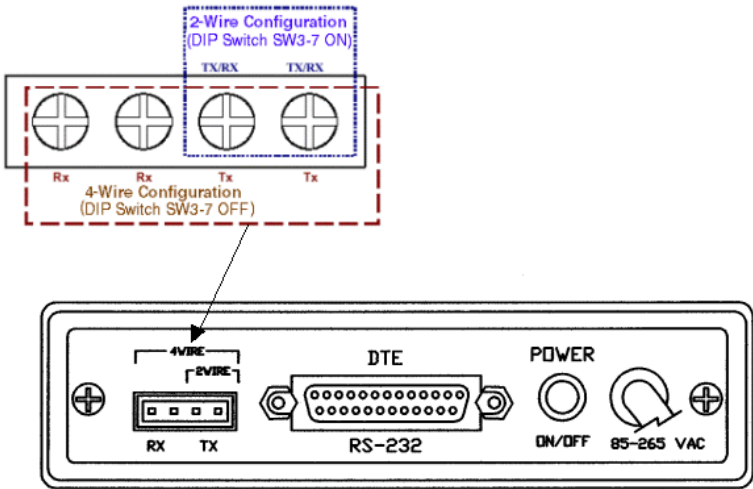 2-Wire Configuration
(DIP Switch SW3-7 ON)
TX/RX TX/RX
Rx Rx Tx Tx
4-Wire Configuration
(DIP Switch SW3-7 OFF)
4WIRE
2WIRE
RX TX
DTE
RS-232
POWER
ON/OFF
85-265 VAC